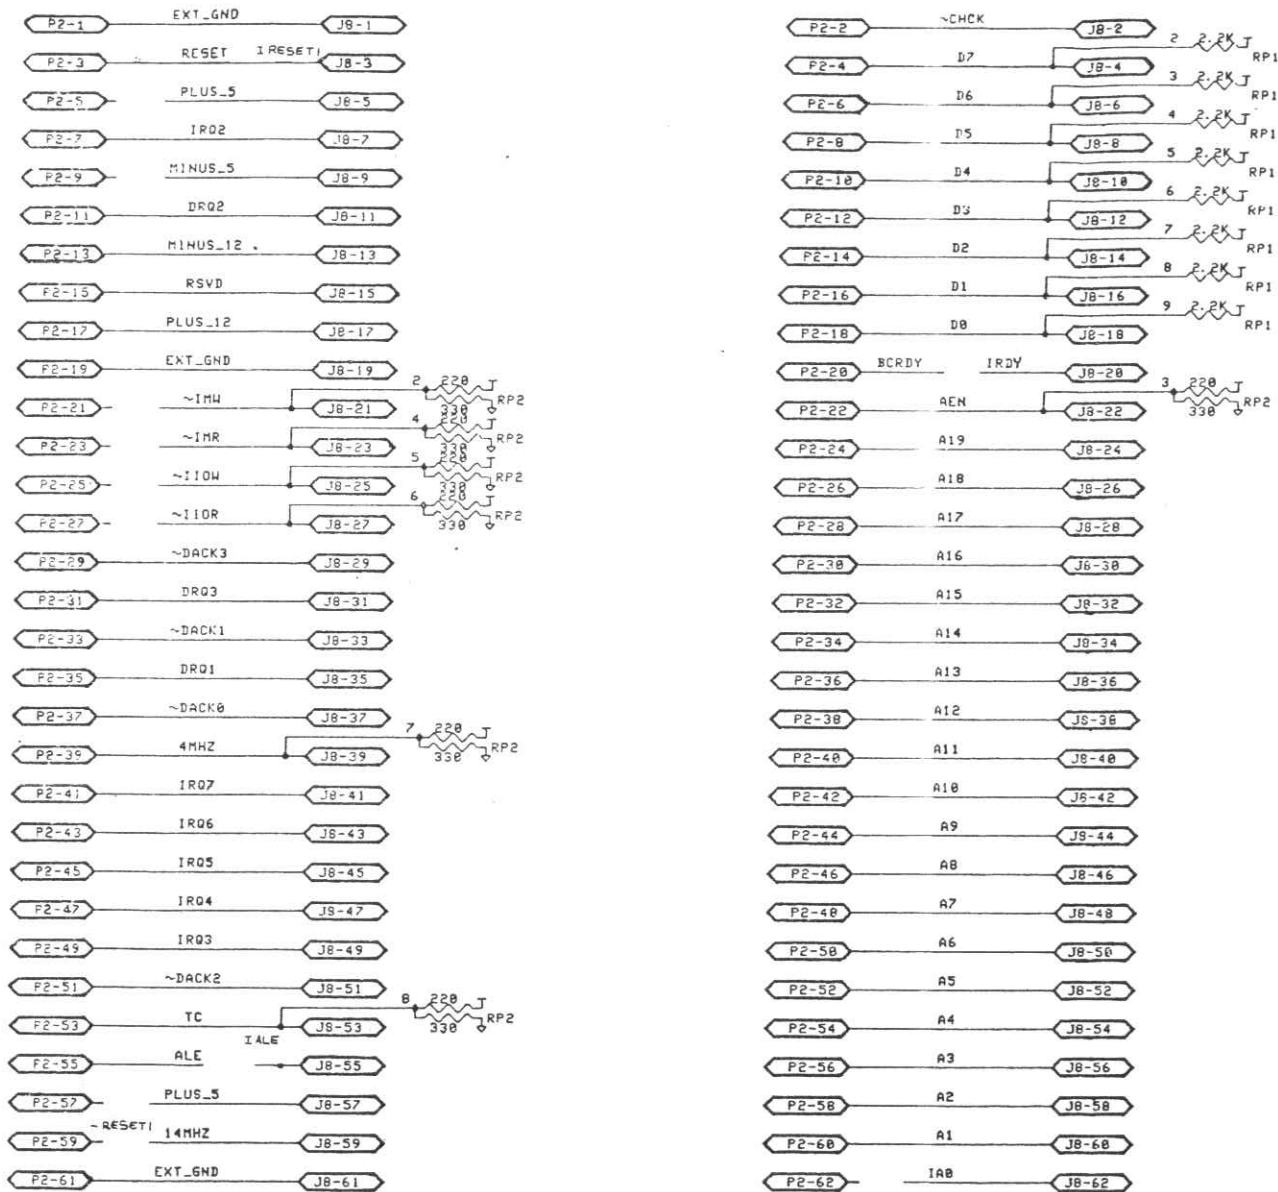 P2-1 EXT_GND J8-1
P2-3 RESET IRESET1 J8-3
P2-5 PLUS_5 J8-5
P2-7 IRQ2 J8-7
P2-9 MINUS_5 J8-9
P2-11 DRQ2 J8-11
P2-13 MINUS_12 J8-13
P2-15 RSVD J8-15
P2-17 PLUS_12 J8-17
P2-19 EXT_GND J8-19
2 220
P2-21 ~IMW J8-21 330 RP2
4 220
P2-23 ~IMR J8-23 330 RP2
5 220
P2-25 ~IIOW J8-25 330 RP2
6 220
P2-27 ~IIOR J8-27 330 RP2
P2-29 ~DACK3 J8-29
P2-31 DRQ3 J8-31
P2-33 ~DACK1 J8-33
P2-35 DRQ1 J8-35
P2-37 ~DACK0 J8-37
7 220
P2-39 4MHZ J8-39 330 RP2
P2-41 IRQ7 J8-41
P2-43 IRQ6 J8-43
P2-45 IRQ5 J8-45
P2-47 IRQ4 J8-47
P2-49 IRQ3 J8-49
P2-51 ~DACK2 J8-51
8 220
P2-53 TC J8-53 330 RP2
IALE
P2-55 ALE J8-55
P2-57 PLUS_5 J8-57
~RESET1
P2-59 14MHZ J8-59
P2-61 EXT_GND J8-61
P2-2 ~CHCK J8-2
2 2.2K RP1
P2-4 D7 J8-4
3 2.2K RP1
P2-6 D6 J8-6
4 2.2K RP1
P2-8 D5 J8-8
5 2.2K RP1
P2-10 D4 J8-10
6 2.2K RP1
P2-12 D3 J8-12
7 2.2K RP1
P2-14 D2 J8-14
8 2.2K RP1
P2-16 D1 J8-16
9 2.2K RP1
P2-18 D0 J8-18
P2-20 BCRDY IRDY J8-20
3 220
P2-22 AEN J8-22 330 RP2
P2-24 A19 J8-24
P2-26 A18 J8-26
P2-28 A17 J8-28
P2-30 A16 J8-30
P2-32 A15 J8-32
P2-34 A14 J8-34
P2-36 A13 J8-36
P2-38 A12 J8-38
P2-40 A11 J8-40
P2-42 A10 J8-42
P2-44 A9 J8-44
P2-46 A8 J8-46
P2-48 A7 J8-48
P2-50 A6 J8-50
P2-52 A5 J8-52
P2-54 A4 J8-54
P2-56 A3 J8-56
P2-58 A2 J8-58
P2-60 A1 J8-60
P2-62 IA0 J8-62